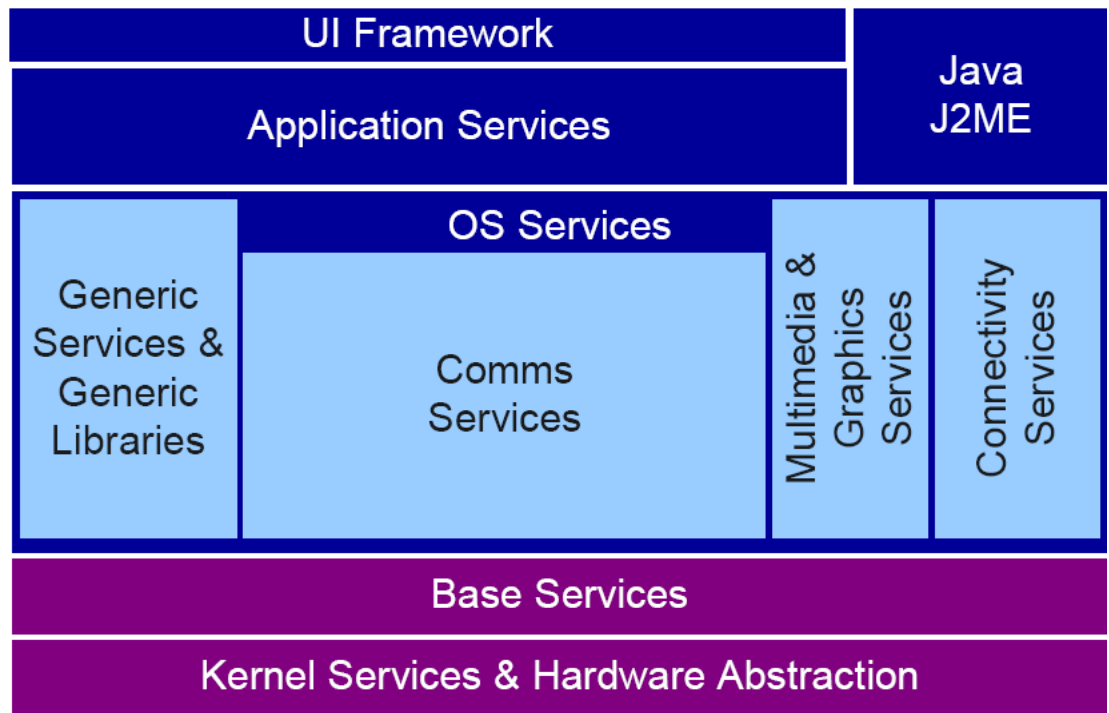 UI Framework
Java
J2ME
Application Services
OS Services
Generic
Services &
Generic
Libraries
Comms
Services
Multimedia &
Graphics
Services
Connectivity
Services
Base Services
Kernel Services & Hardware Abstraction